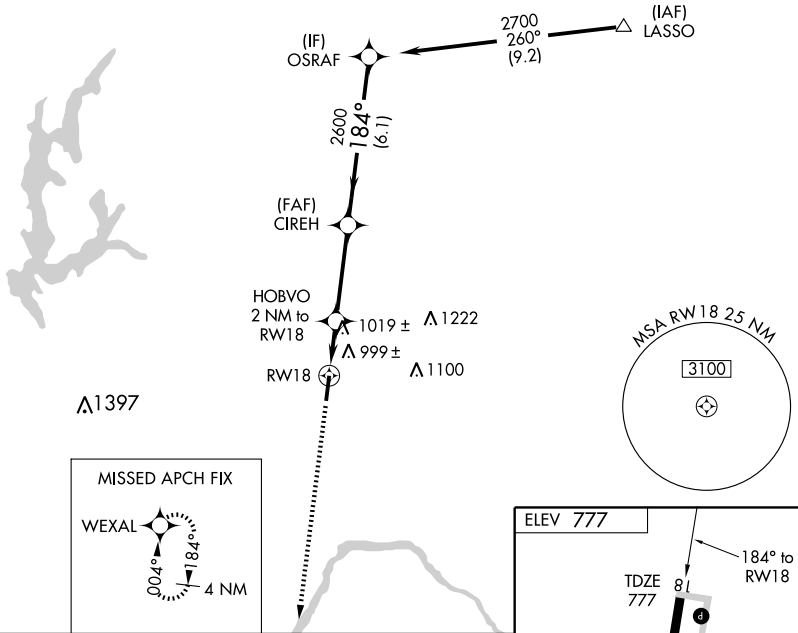 (IF)
OSRAF
2700
260°
(9.2)
(IAF)
LASSO
2600
184°
(6.1)
(FAF)
CIREH
HOBVO
2 NM to
RW18
1019 ±
1222
999 ±
RW18
1100
1397
MSA RW18 25 NM
3100
MISSED APCH FIX
WEXAL
004°
184°
4 NM
ELEV 777
184° to
RW18
TDZE
777
18
P